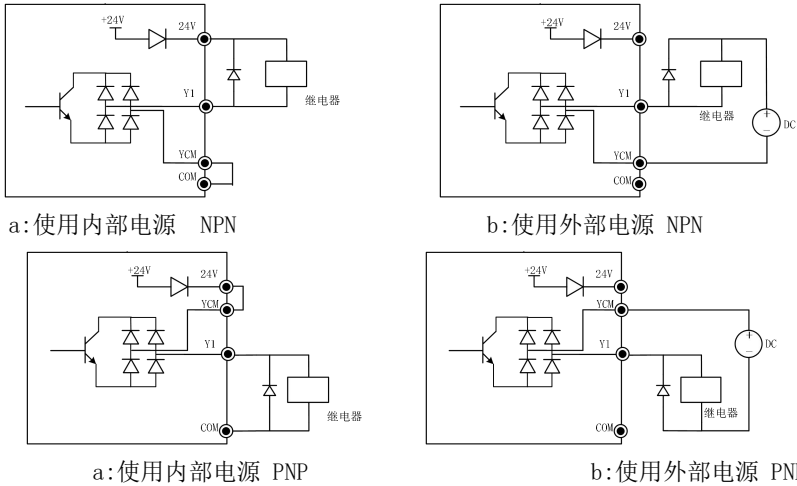 +24V 24V
Y1
继电器
YCM
COM
a:使用内部电源 NPN
+24V 24V
Y1
继电器
+
DC
−
YCM
COM
b:使用外部电源 NPN
+24V 24V
YCM
Y1
继电器
COM
a:使用内部电源 PNP
+24V 24V
YCM
+
DC
−
Y1
继电器
COM
b:使用外部电源 PN